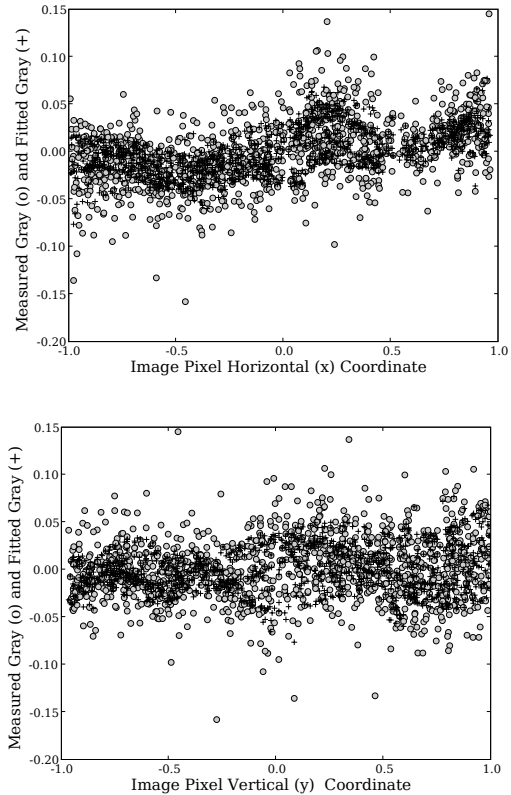 0.15
0.10
0.05
0.00
-0.05
-0.10
-0.15
-0.20
Measured Gray (o) and Fitted Gray (+)
-1.0 -0.5 0.0 0.5 1.0
Image Pixel Horizontal (x) Coordinate
0.15
0.10
0.05
0.00
-0.05
-0.10
-0.15
-0.20
Measured Gray (o) and Fitted Gray (+)
-1.0 -0.5 0.0 0.5 1.0
Image Pixel Vertical (y) Coordinate